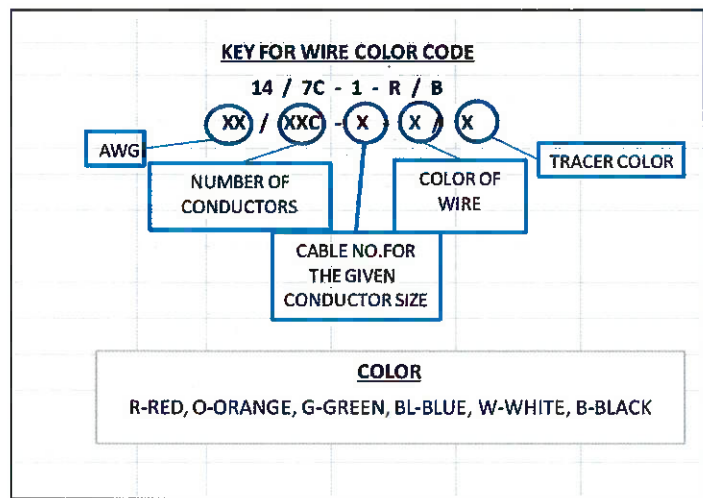 KEY FOR WIRE COLOR CODE
14 / 7C - 1 - R / B
XX / XXC - X - X / X
AWG
TRACER COLOR
NUMBER OF
CONDUCTORS
COLOR OF
WIRE
CABLE NO.FOR
THE GIVEN
CONDUCTOR SIZE
COLOR
R-RED, O-ORANGE, G-GREEN, BL-BLUE, W-WHITE, B-BLACK